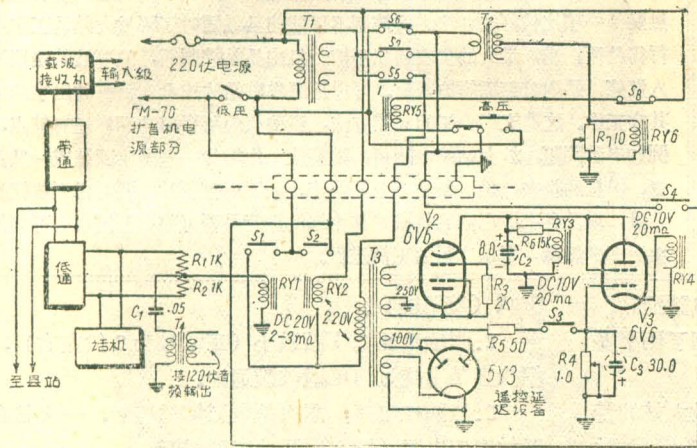 载波
接收机
输入級
220伏电源
T1
S6
S7
S5
T2
S8
ГM-70
扩音机电
源部分
低压
1
RY5
高压
R7 10
RY6
带通
S4
DC10V
20ma
V2
6V6
T3
8.0
C2
R6 15K
RY3
DC10V
20ma
RY4
V3
6V6
低通
R1 1K
R2 1K
S1
S2
RY1
RY2
DC20V
2-3ma
220V
250V
R3
2K
100V
R5 50
S3
C1
.05
T4
话机
接120伏音
频输出
5Y3
遥控延
迟设备
R4
1.0
C3 30.0
至县站